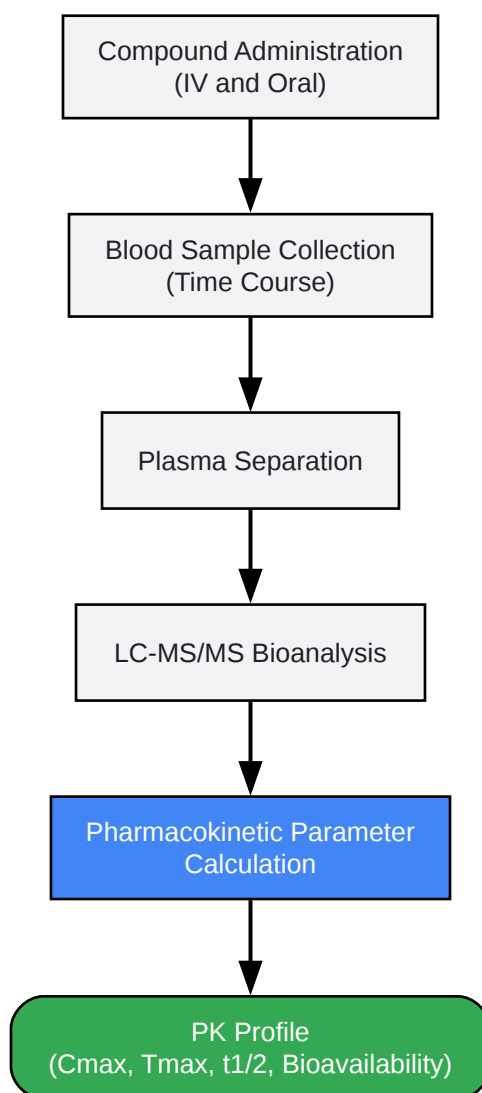 Compound Administration
(IV and Oral)
Blood Sample Collection
(Time Course)
Plasma Separation
LC-MS/MS Bioanalysis
Pharmacokinetic Parameter
Calculation
PK Profile
(Cmax, Tmax, t1/2, Bioavailability)